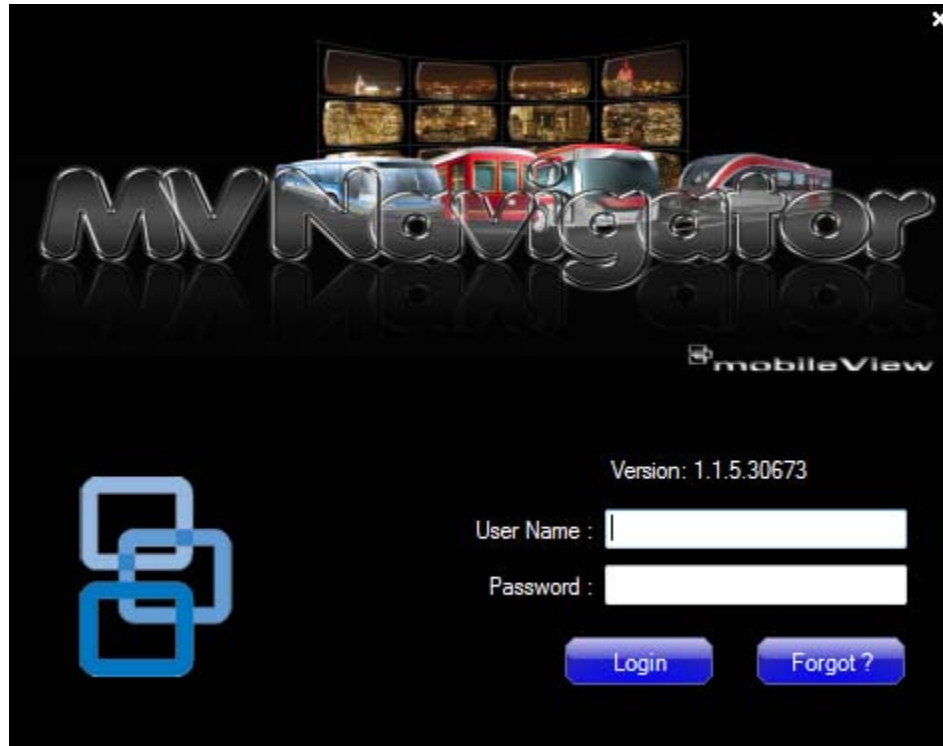 MV Navigator
mobileView
Version: 1.1.5.30673
User Name :
Password :
Login
Forgot ?